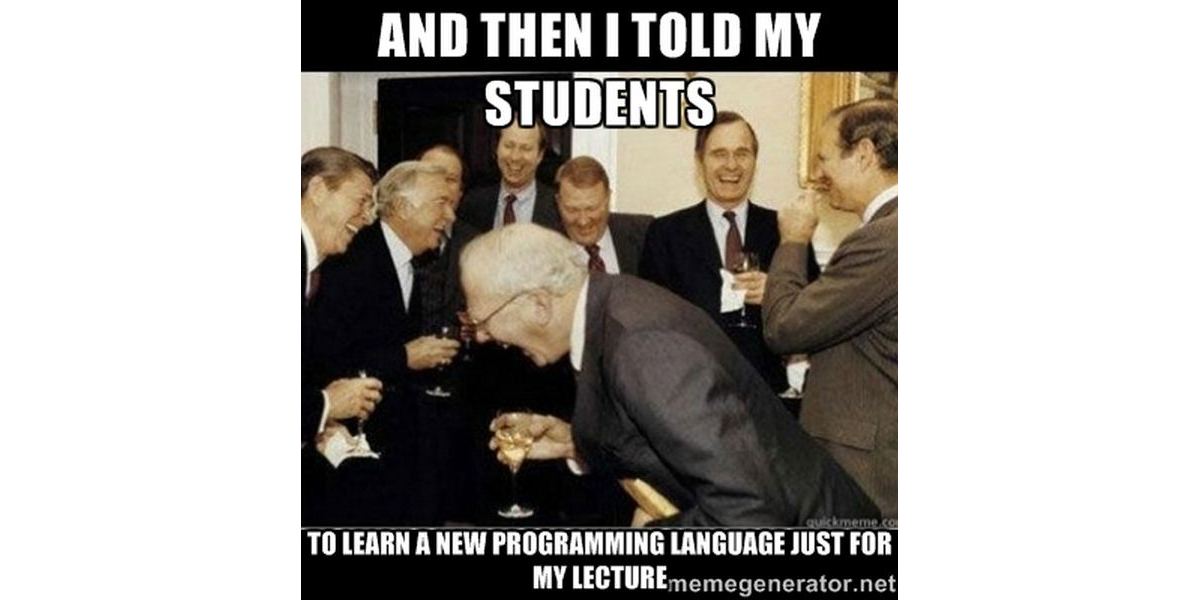 AND THEN I TOLD MY
STUDENTS
quickmeme.co
TO LEARN A NEW PROGRAMMING LANGUAGE JUST FOR
MY LECTURE
memegenerator.net